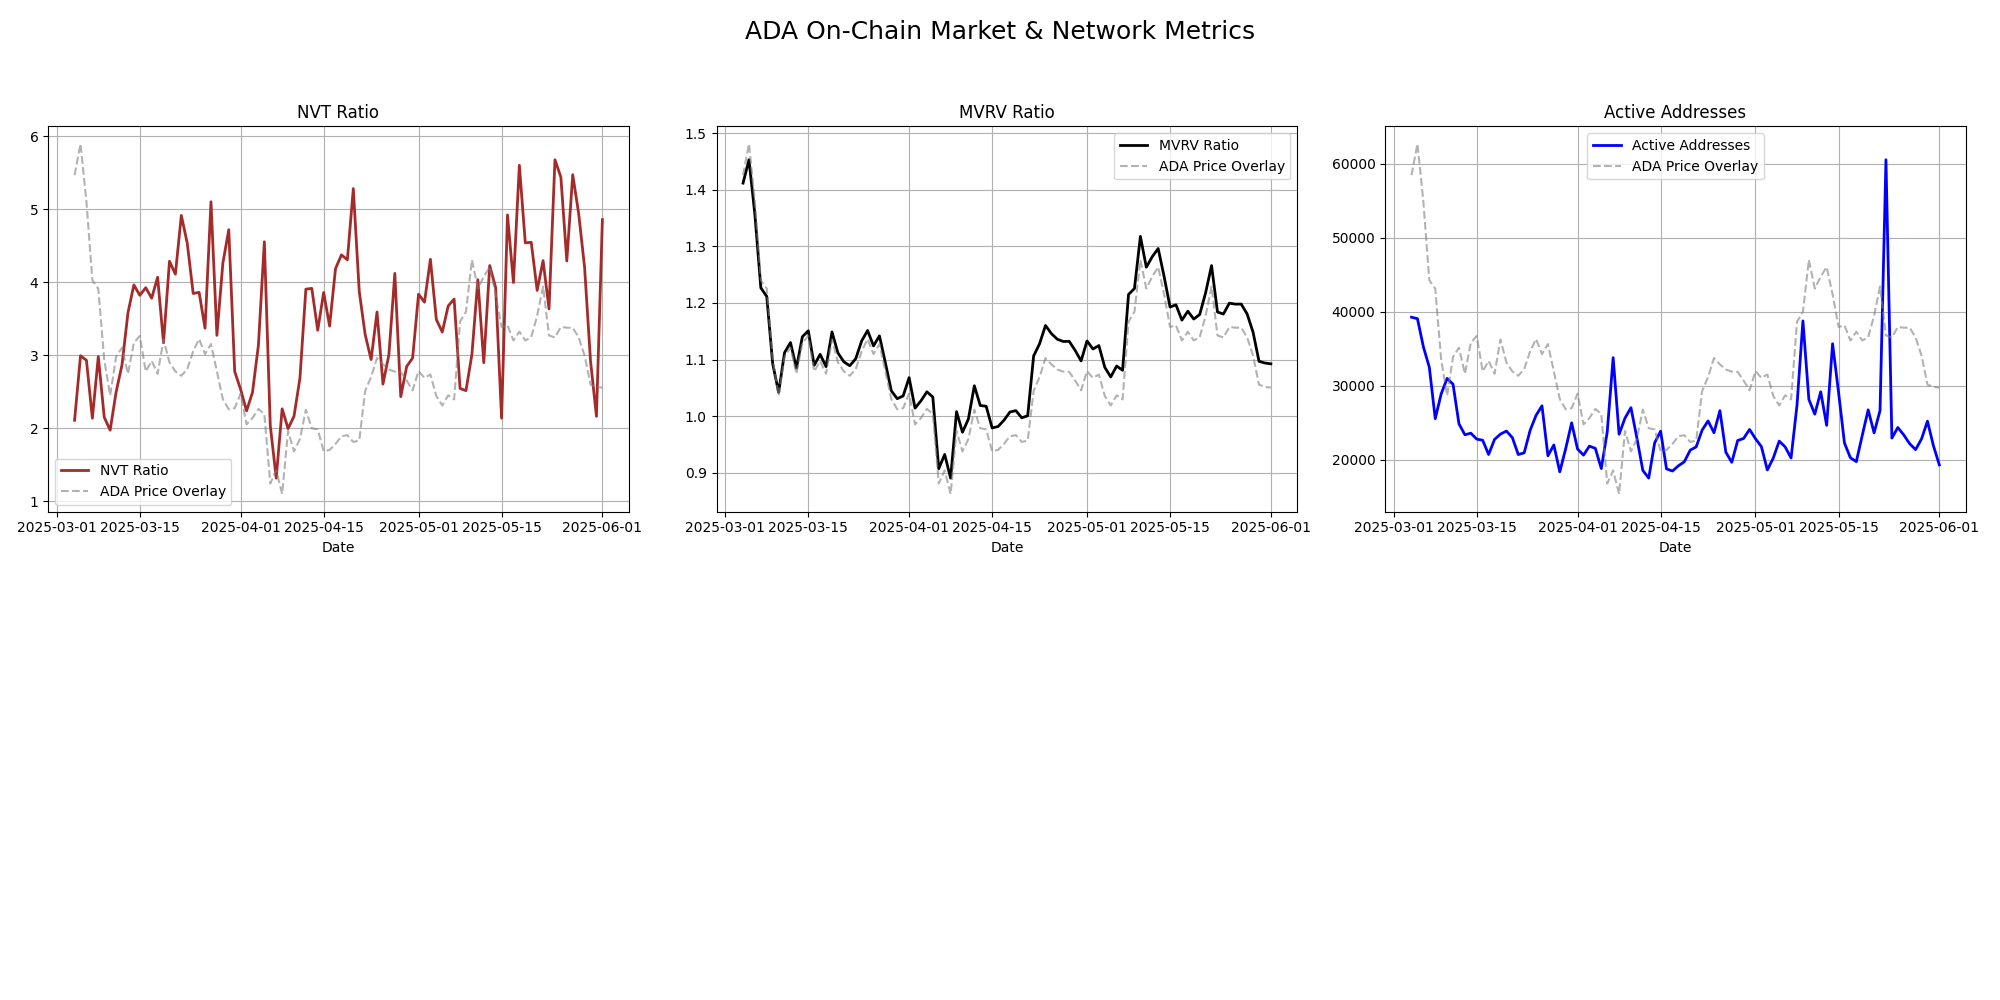 ADA On-Chain Market & Network Metrics
NVT Ratio
6
5
4
3
2
1
NVT Ratio
ADA Price Overlay
2025-03-01 2025-03-15 2025-04-01 2025-04-15 2025-05-01 2025-05-15 2025-06-01
Date
MVRV Ratio
1.5
1.4
1.3
1.2
1.1
1.0
0.9
MVRV Ratio
ADA Price Overlay
2025-03-01 2025-03-15 2025-04-01 2025-04-15 2025-05-01 2025-05-15 2025-06-01
Date
Active Addresses
60000
50000
40000
30000
20000
Active Addresses
ADA Price Overlay
2025-03-01 2025-03-15 2025-04-01 2025-04-15 2025-05-01 2025-05-15 2025-06-01
Date